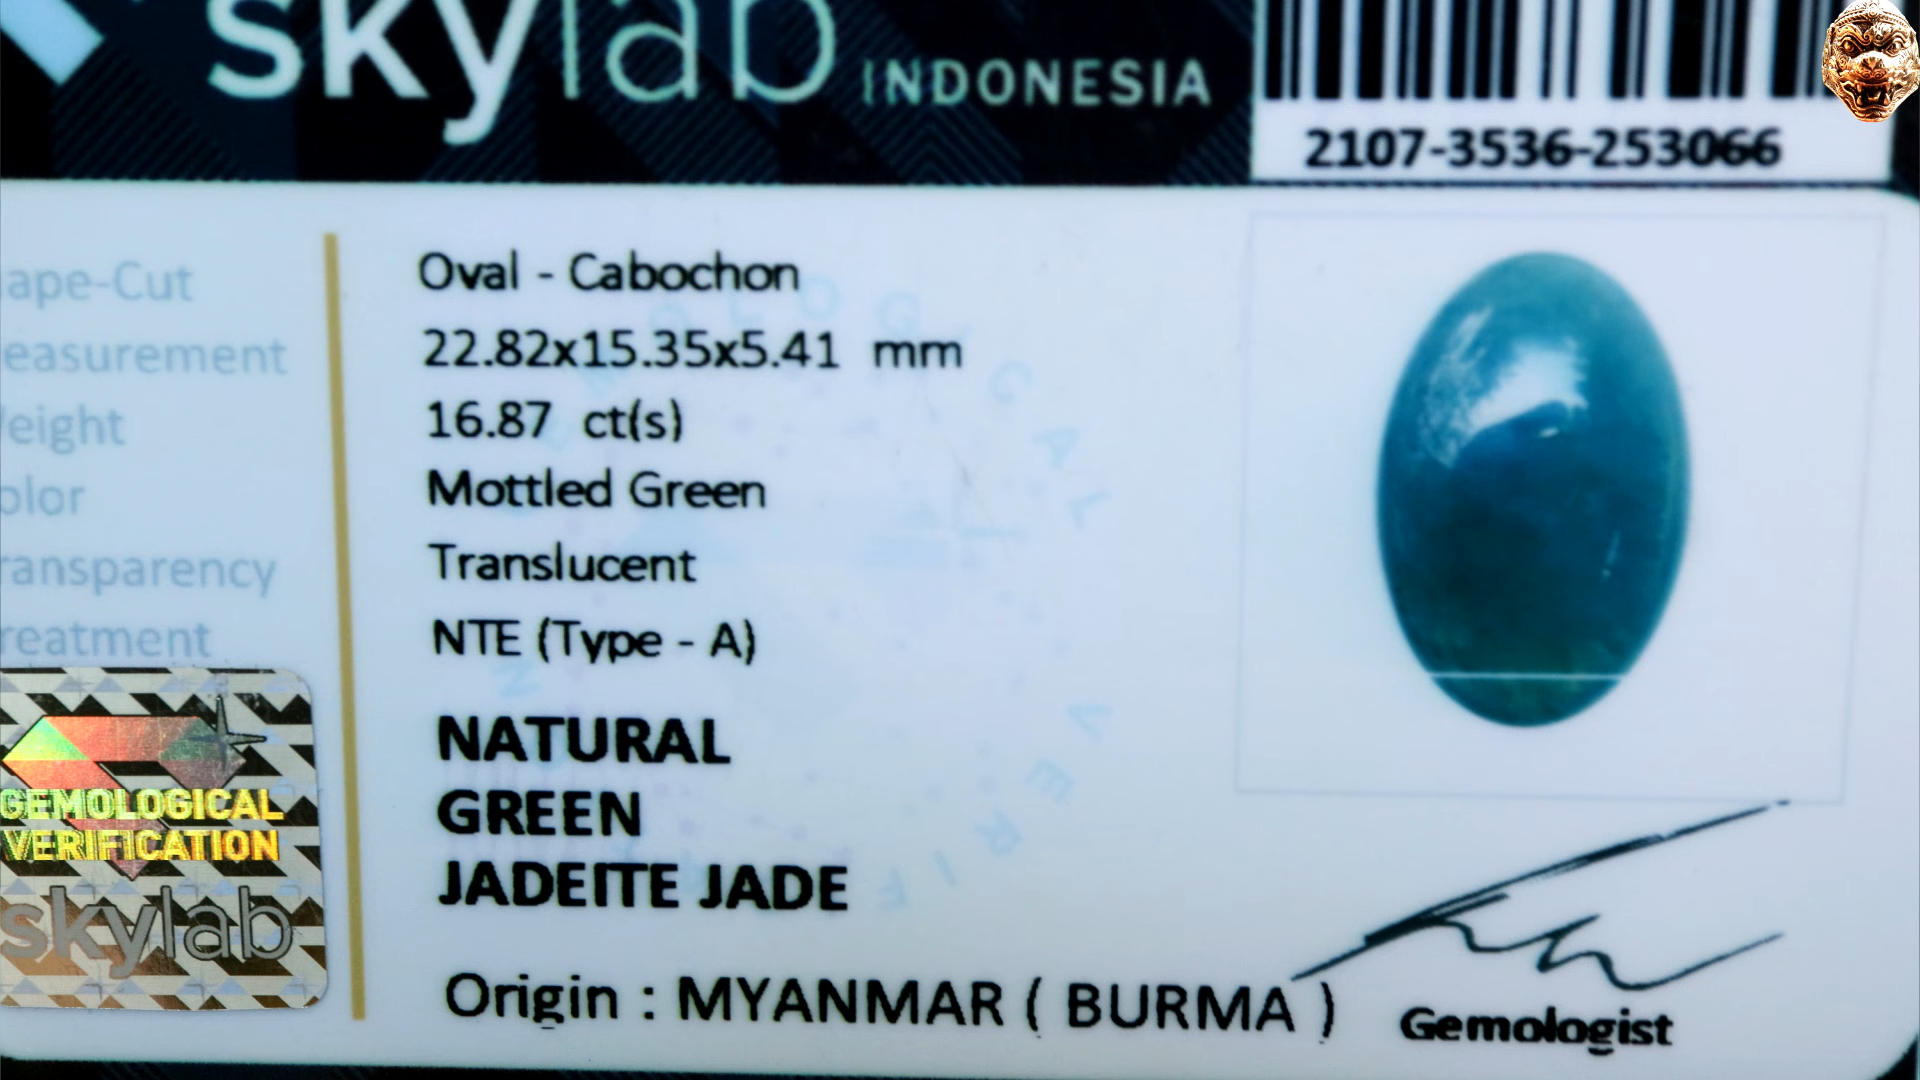 skylab INDONESIA
2107-3536-253066
ape-Cut Oval - Cabochon
easurement 22.82x15.35x5.41 mm
eight 16.87 ct(s)
olor Mottled Green
ransparency Translucent
reatment NTE (Type - A)
NATURAL
GREEN
JADEITE JADE
Origin : MYANMAR ( BURMA )
GEMOLOGICAL
VERIFICATION
skylab
Gemologist